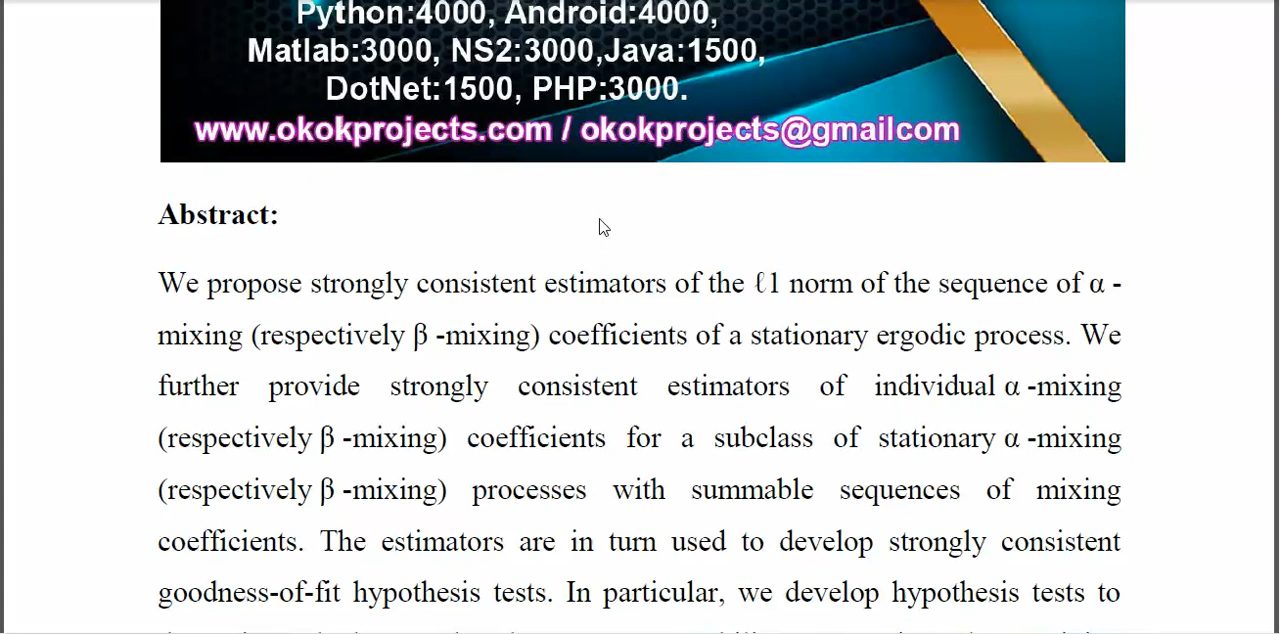 Python:4000, Android:4000,
Matlab:3000, NS2:3000,Java:1500,
DotNet:1500, PHP:3000.
www.okokprojects.com / okokprojects@gmailcom
Abstract:
We propose strongly consistent estimators of the ℓ1 norm of the sequence of α -
mixing (respectively β -mixing) coefficients of a stationary ergodic process. We
further provide strongly consistent estimators of individual α -mixing
(respectively β -mixing) coefficients for a subclass of stationary α -mixing
(respectively β -mixing) processes with summable sequences of mixing
coefficients. The estimators are in turn used to develop strongly consistent
goodness-of-fit hypothesis tests. In particular, we develop hypothesis tests to